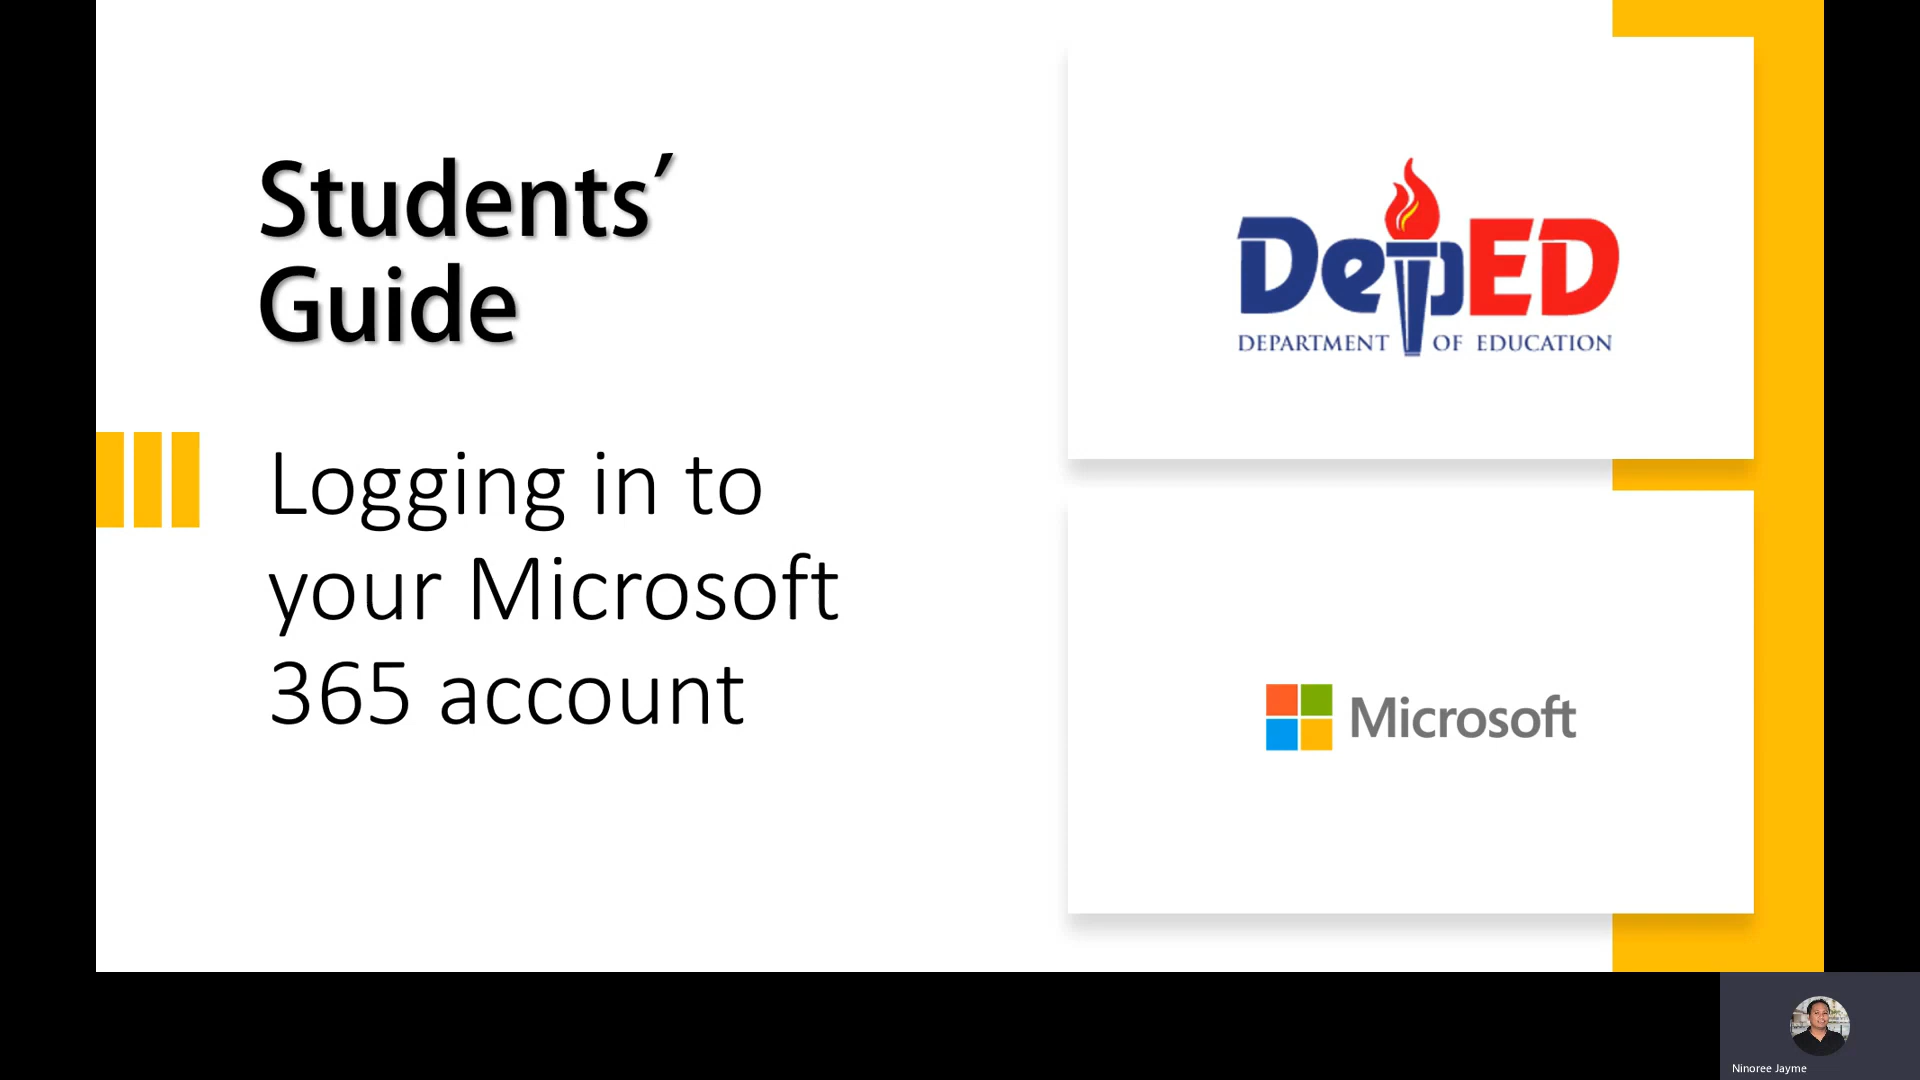 Students’
Guide
Logging in to
your Microsoft
365 account
DepED
DEPARTMENT OF EDUCATION
Microsoft
Ninoree Jayme